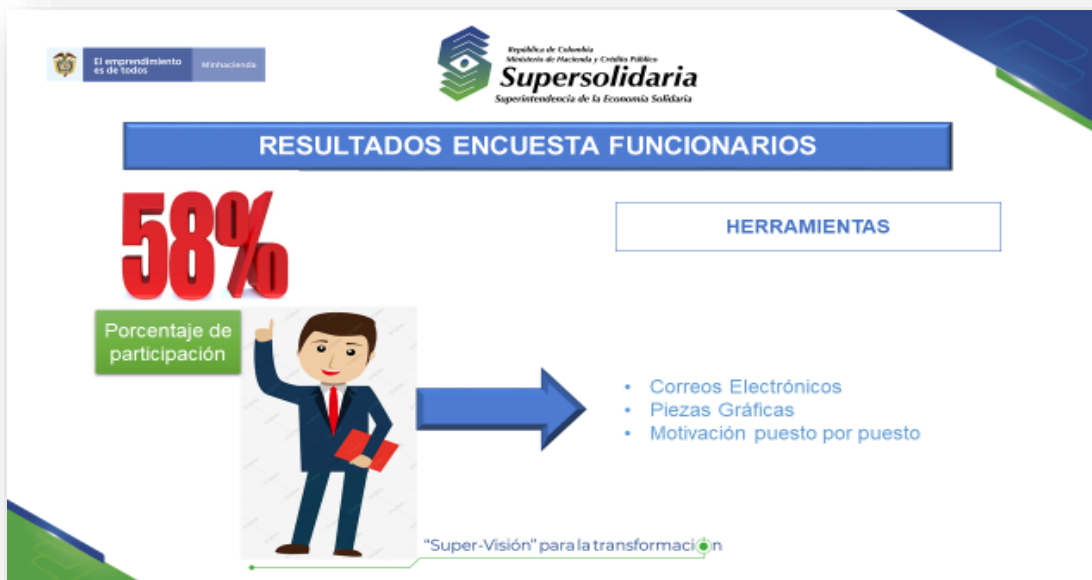 El emprendimiento
es de todos
Minhacienda
República de Colombia
Ministerio de Hacienda y Crédito Público
Supersolidaria
Superintendencia de la Economía Solidaria
RESULTADOS ENCUESTA FUNCIONARIOS
58%
HERRAMIENTAS
Porcentaje de
participación
• Correos Electrónicos
• Piezas Gráficas
• Motivación puesto por puesto
"Super-Visión" para la transformación